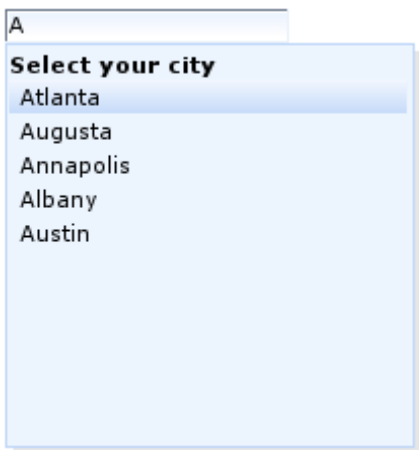 A
Select your city
Atlanta
Augusta
Annapolis
Albany
Austin